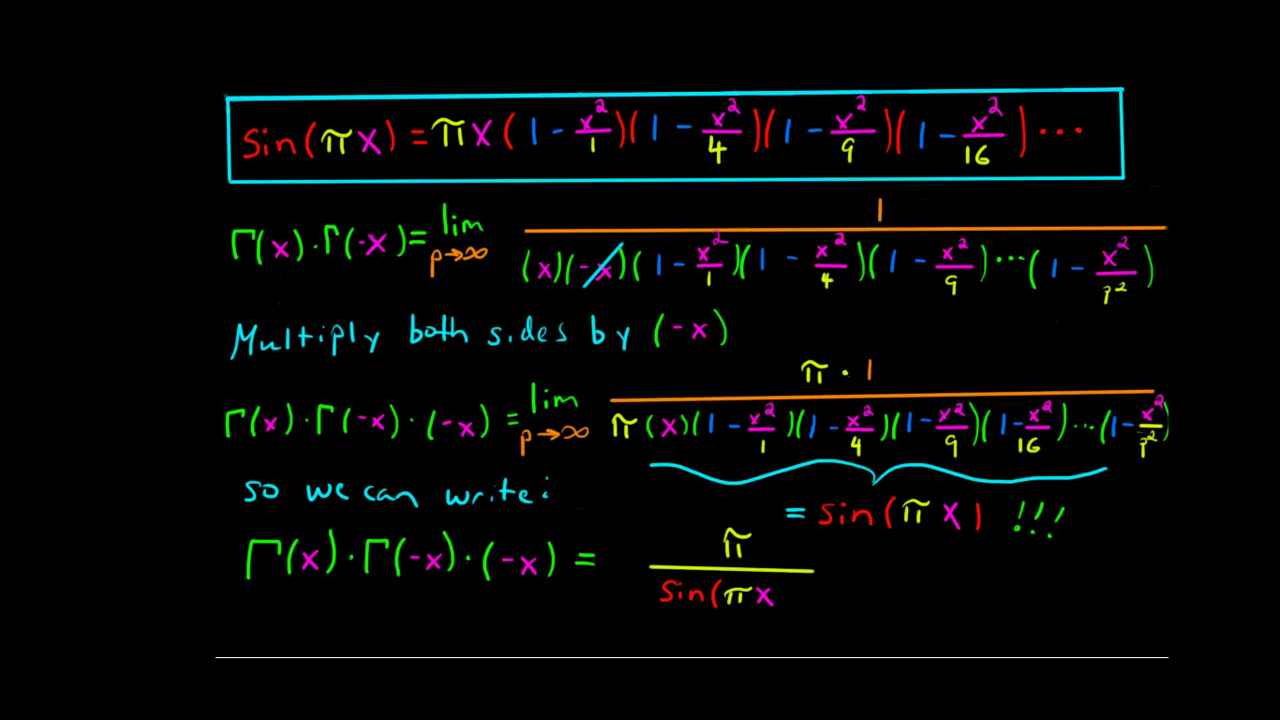 Sin(πx) = πx(1 - x²/1)(1 - x²/4)(1 - x²/9)(1 - x²/16)···
Γ(x)·Γ(-x) = lim p→∞ 1/((x)(-x)(1 - x²/1)(1 - x²/4)(1 - x²/9)···(1 - x²/p²))
Multiply both sides by (-x)
Γ(x)·Γ(-x)·(-x) = lim p→∞ π·1/(π(x)(1 - x²/1)(1 - x²/4)(1 - x²/9)(1 - x²/16)···(1 - x²/p²))
so we can write:
= sin(πx) !!!
Γ(x)·Γ(-x)·(-x) = π/sin(πx